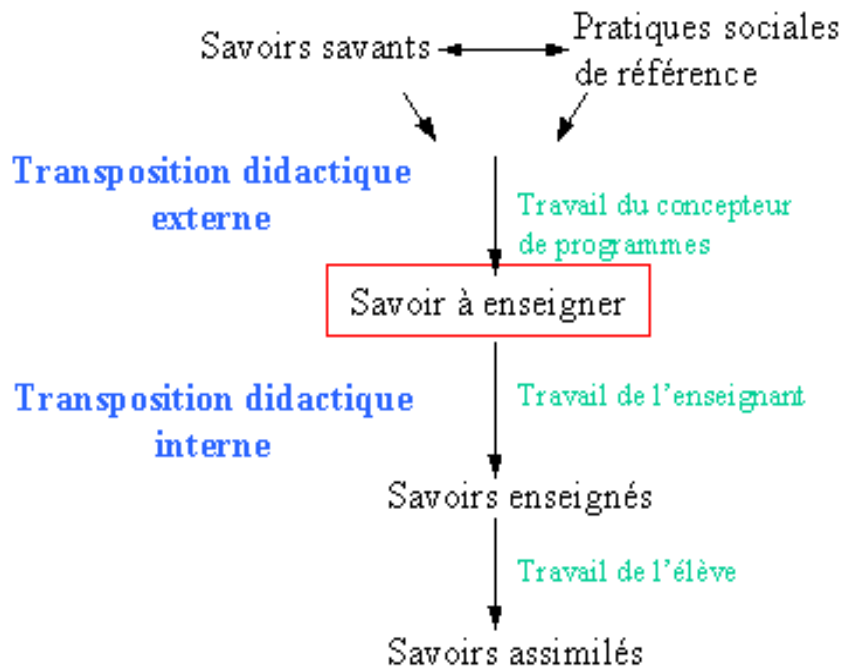 Savoirs savants
Pratiques sociales
de référence
Transposition didactique
externe
Travail du concepteur
de programmes
Savoir à enseigner
Transposition didactique
interne
Travail de l'enseignant
Savoirs enseignés
Travail de l'élève
Savoirs assimilés